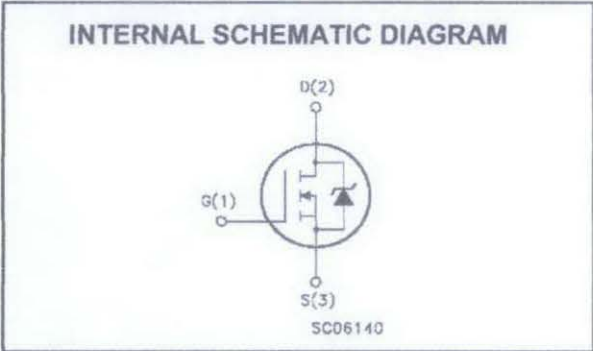 INTERNAL SCHEMATIC DIAGRAM
D(2)
G(1)
S(3)
SC06140